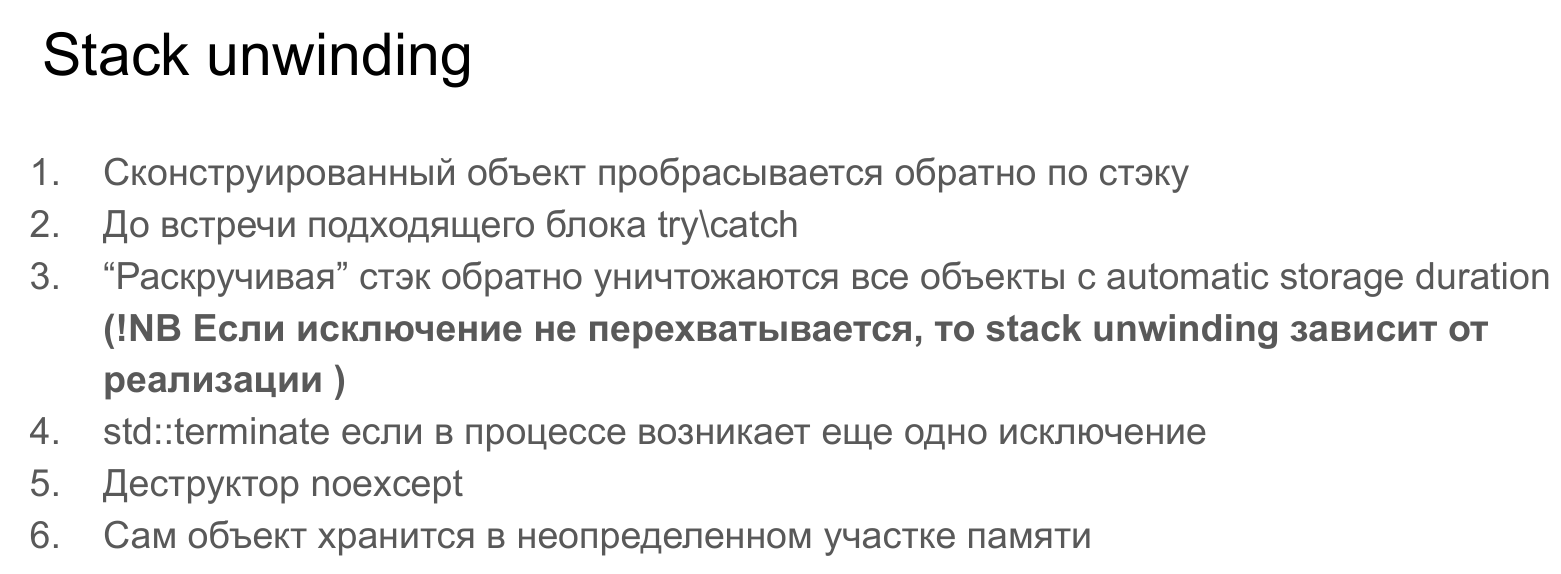 Stack unwinding
1. Сконструированный объект пробрасывается обратно по стэку
2. До встречи подходящего блока try\catch
3. “Раскручивая” стэк обратно уничтожаются все объекты с automatic storage duration
(!NB Если исключение не перехватывается, то stack unwinding зависит от
реализации )
4. std::terminate если в процессе возникает еще одно исключение
5. Деструктор noexcept
6. Сам объект хранится в неопределенном участке памяти